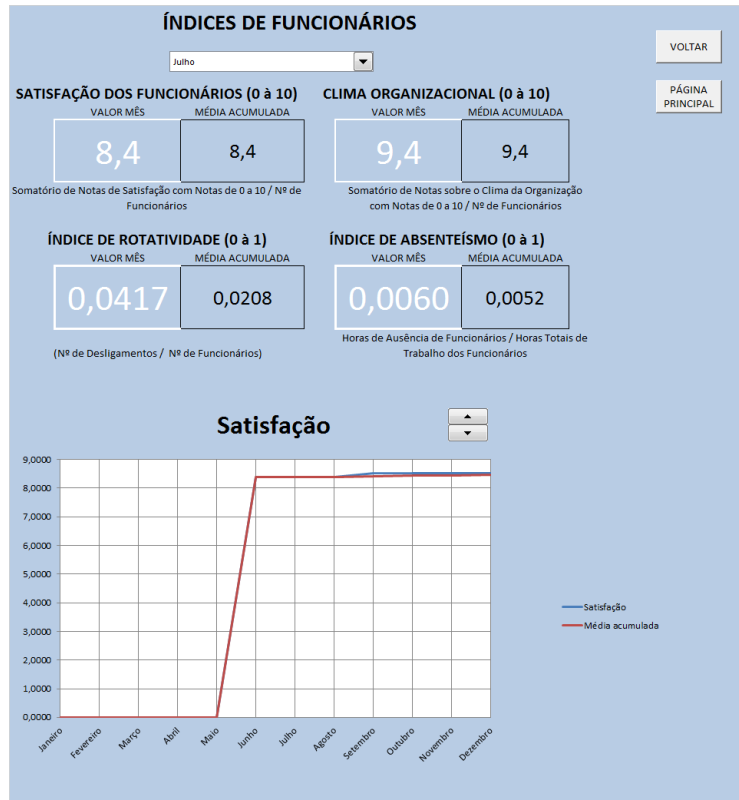 ÍNDICES DE FUNCIONÁRIOS
Julho
VOLTAR
PÁGINA
PRINCIPAL
SATISFAÇÃO DOS FUNCIONÁRIOS (0 à 10)
VALOR MÊS
MÉDIA ACUMULADA
8,4
8,4
Somatório de Notas de Satisfação com Notas de 0 a 10 / Nº de
Funcionários
CLIMA ORGANIZACIONAL (0 à 10)
VALOR MÊS
MÉDIA ACUMULADA
9,4
9,4
Somatório de Notas sobre o Clima da Organização
com Notas de 0 a 10 / Nº de Funcionários
ÍNDICE DE ROTATIVIDADE (0 à 1)
VALOR MÊS
MÉDIA ACUMULADA
0,0417
0,0208
(Nº de Desligamentos / Nº de Funcionários)
ÍNDICE DE ABSENTEÍSMO (0 à 1)
VALOR MÊS
MÉDIA ACUMULADA
0,0060
0,0052
Horas de Ausência de Funcionários / Horas Totais de
Trabalho dos Funcionários
Satisfação
9,0000
8,0000
7,0000
6,0000
5,0000
4,0000
3,0000
2,0000
1,0000
0,0000
Janeiro
Fevereiro
Março
Abril
Maio
Junho
Julho
Agosto
Setembro
Outubro
Novembro
Dezembro
Satisfação
Média acumulada